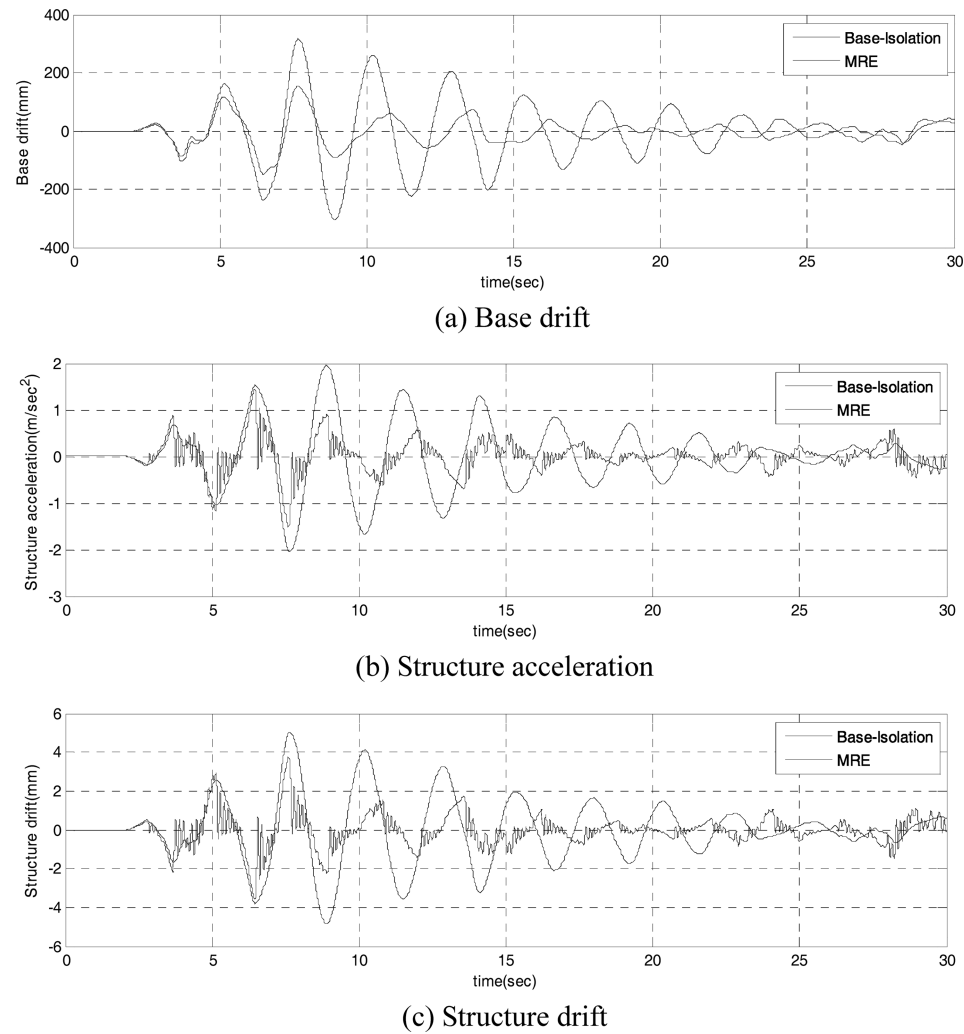 400
200
0
-200
-400
Base drift(mm)
Base-Isolation
MRE
0 5 10 15 20 25 30
time(sec)
(a) Base drift
2
1
0
-1
-2
-3
Structure acceleration(m/sec²)
Base-Isolation
MRE
0 5 10 15 20 25 30
time(sec)
(b) Structure acceleration
6
4
2
0
-2
-4
-6
Structure drift(mm)
Base-Isolation
MRE
0 5 10 15 20 25 30
time(sec)
(c) Structure drift